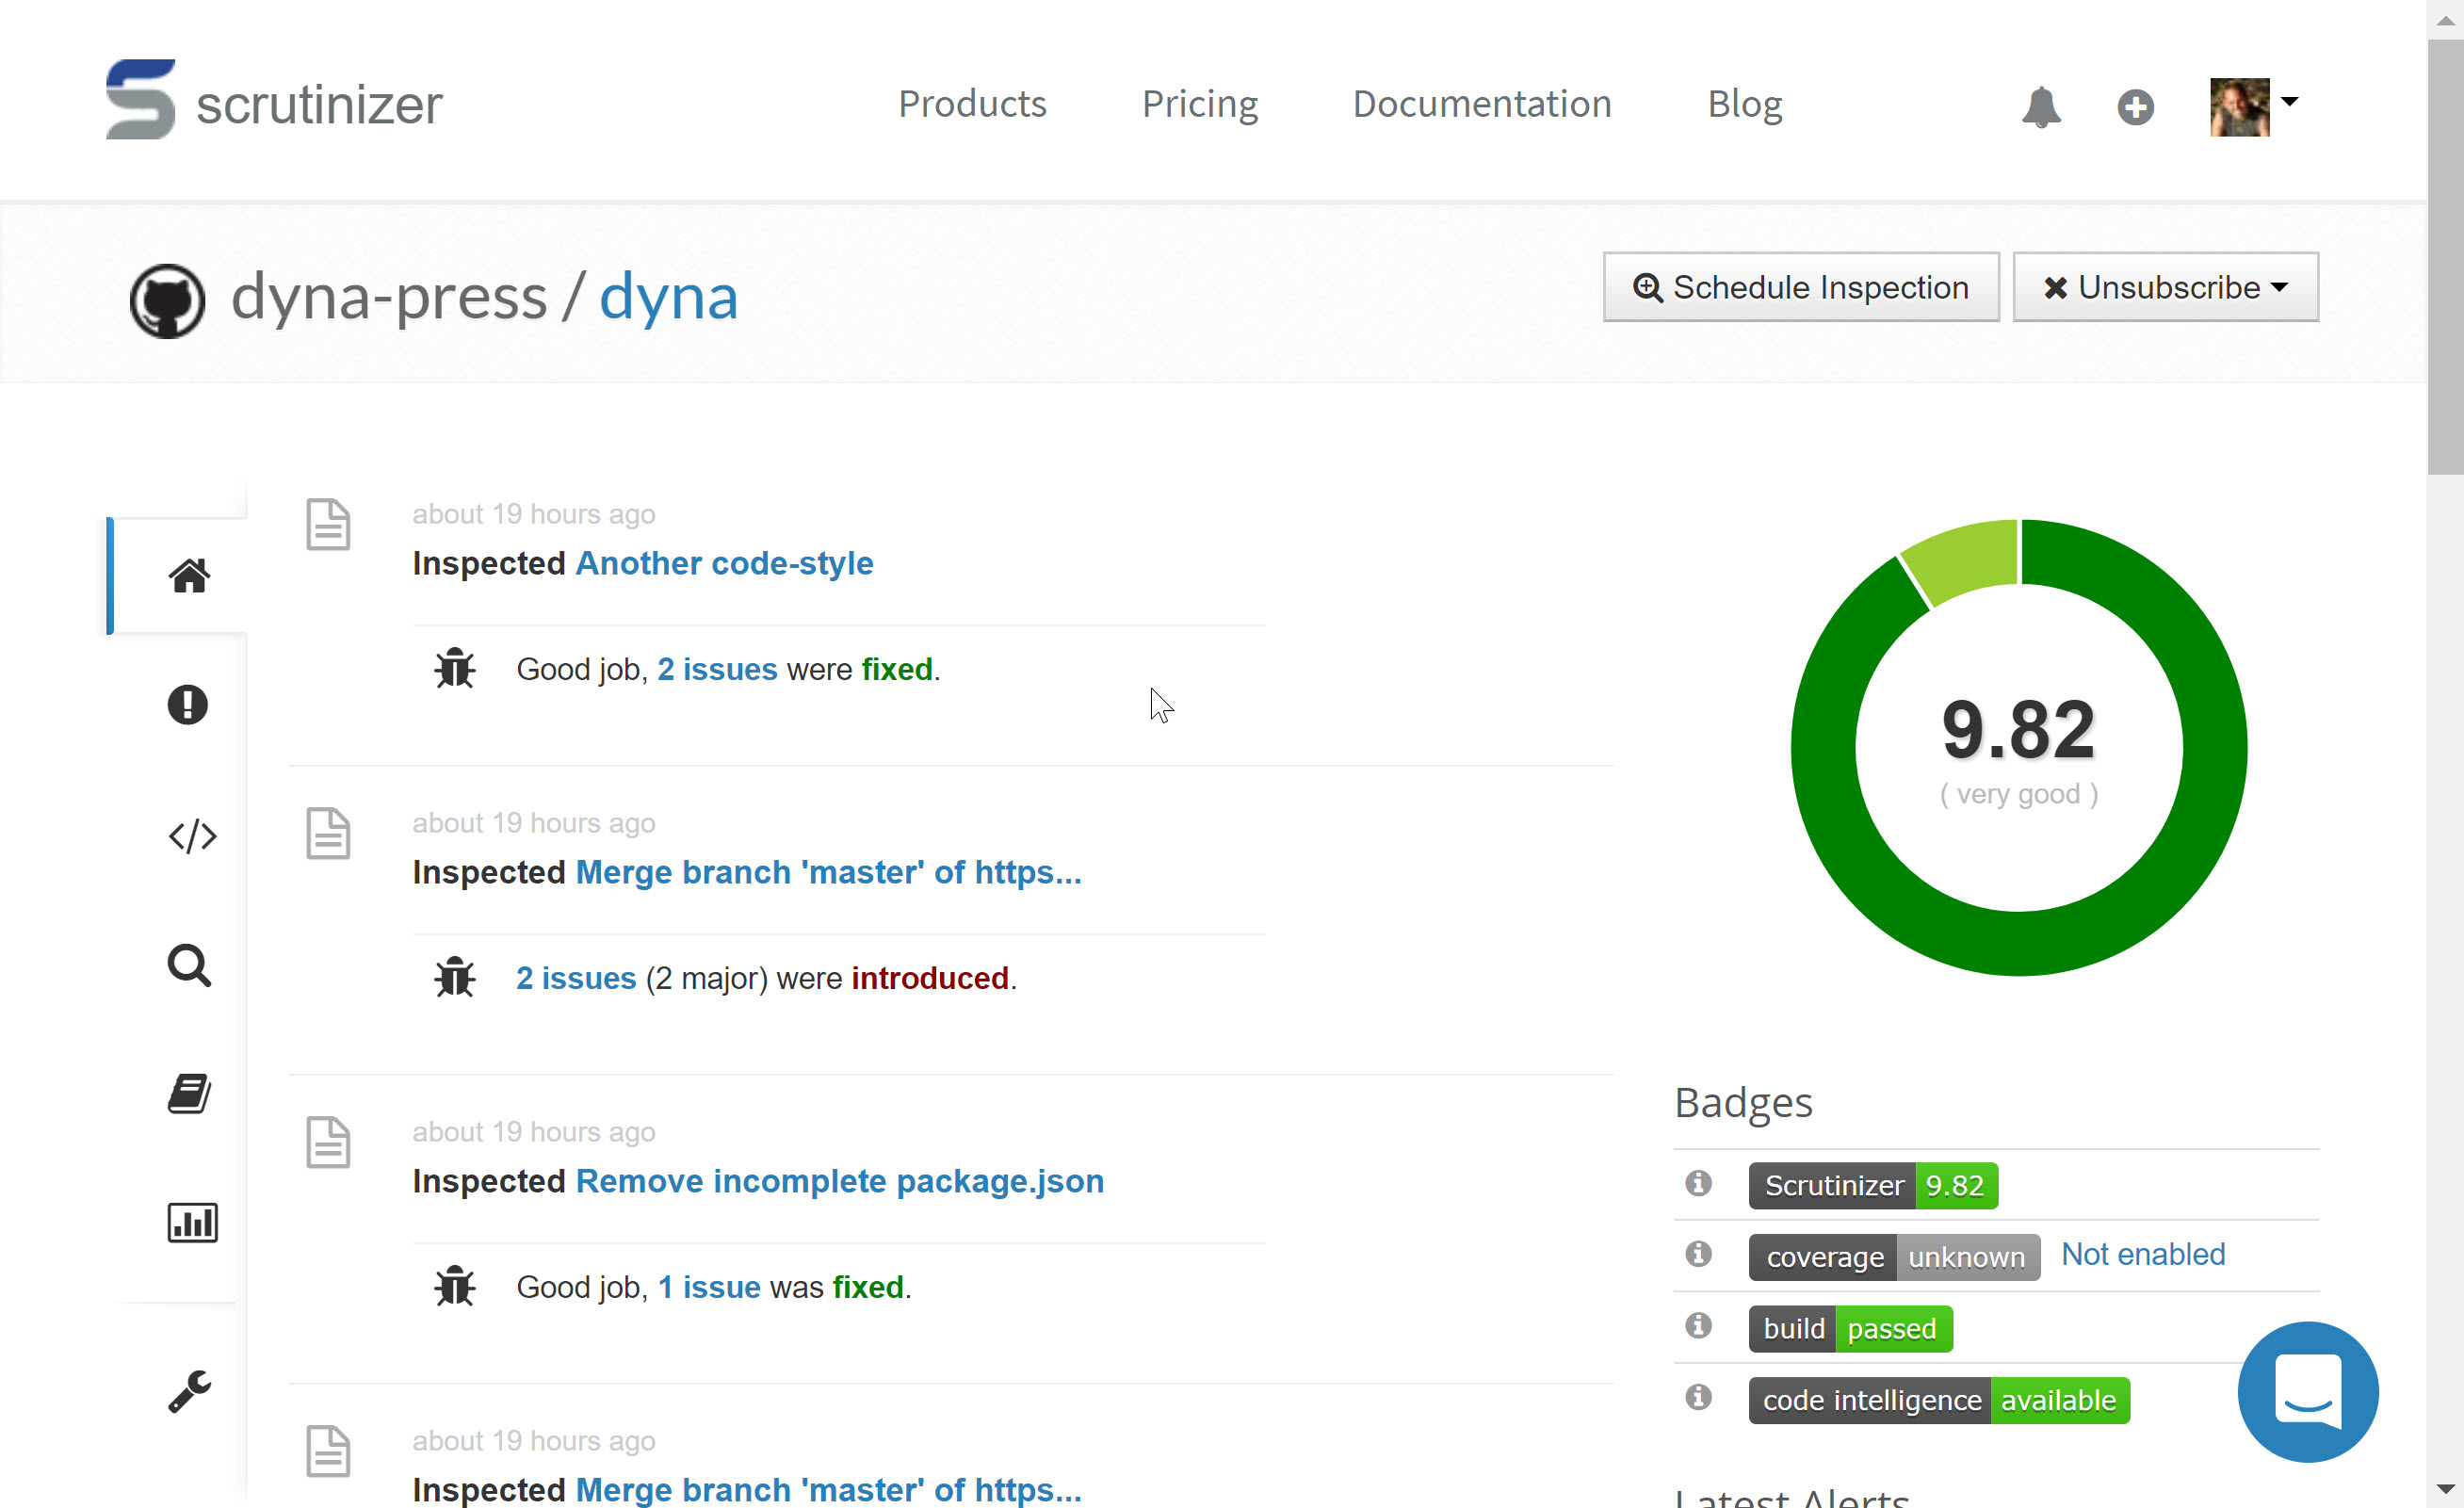 scrutinizer
Products Pricing Documentation Blog
dyna-press / dyna
Schedule Inspection
Unsubscribe
about 19 hours ago
Inspected Another code-style
Good job, 2 issues were fixed.
about 19 hours ago
Inspected Merge branch 'master' of https...
2 issues (2 major) were introduced.
about 19 hours ago
Inspected Remove incomplete package.json
Good job, 1 issue was fixed.
about 19 hours ago
Inspected Merge branch 'master' of https...
9.82
( very good )
Badges
Scrutinizer 9.82
coverage unknown Not enabled
build passed
code intelligence available
Latest Alerts